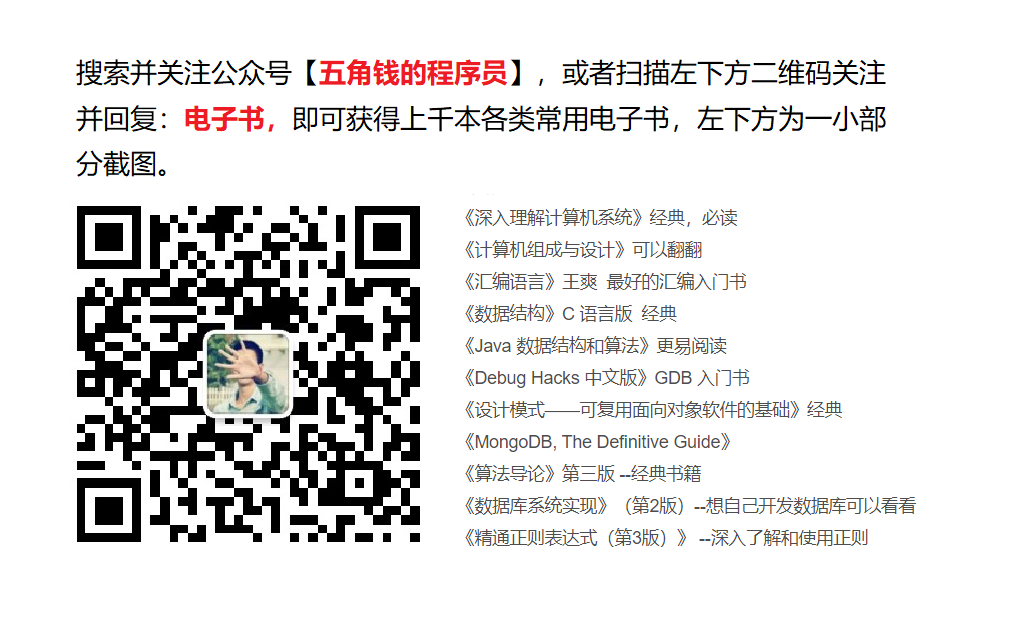 搜索并关注公众号【五角钱的程序员】，或者扫描左下方二维码关注
并回复：电子书，即可获得上千本各类常用电子书，左下方为一小部
分截图。
《深入理解计算机系统》经典，必读
《计算机组成与设计》可以翻翻
《汇编语言》王爽 最好的汇编入门书
《数据结构》C 语言版 经典
《Java 数据结构和算法》更易阅读
《Debug Hacks 中文版》GDB 入门书
《设计模式——可复用面向对象软件的基础》经典
《MongoDB, The Definitive Guide》
《算法导论》第三版 --经典书籍
《数据库系统实现》（第2版）--想自己开发数据库可以看看
《精通正则表达式（第3版）》 --深入了解和使用正则